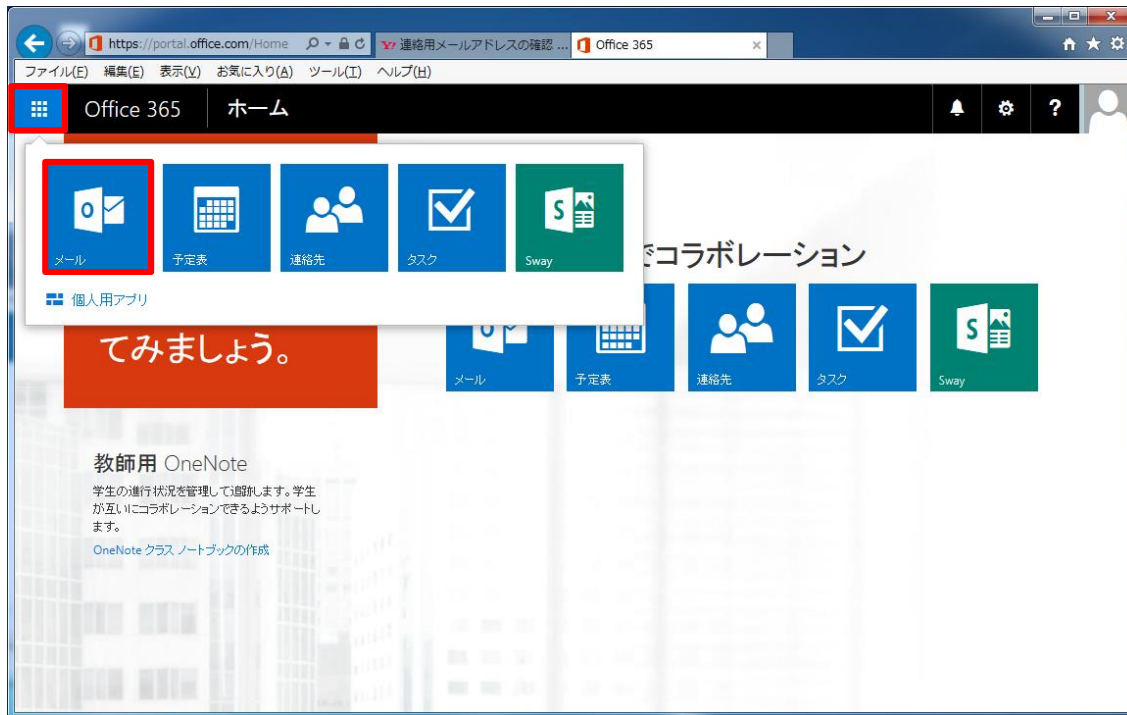 https://portal.office.com/Home
連絡用メールアドレスの確認 ...
Office 365
ファイル(F) 編集(E) 表示(V) お気に入り(A) ツール(T) ヘルプ(H)
Office 365 ホーム
?
メール 予定表 連絡先 タスク Sway
個人用アプリ
でコラボレーション
てみましょう。
メール 予定表 連絡先 タスク Sway
教師用 OneNote
学生の進行状況を管理して追跡します。学生
が互いにコラボレーションできるようサポートし
ます。
OneNote クラス ノートブックの作成